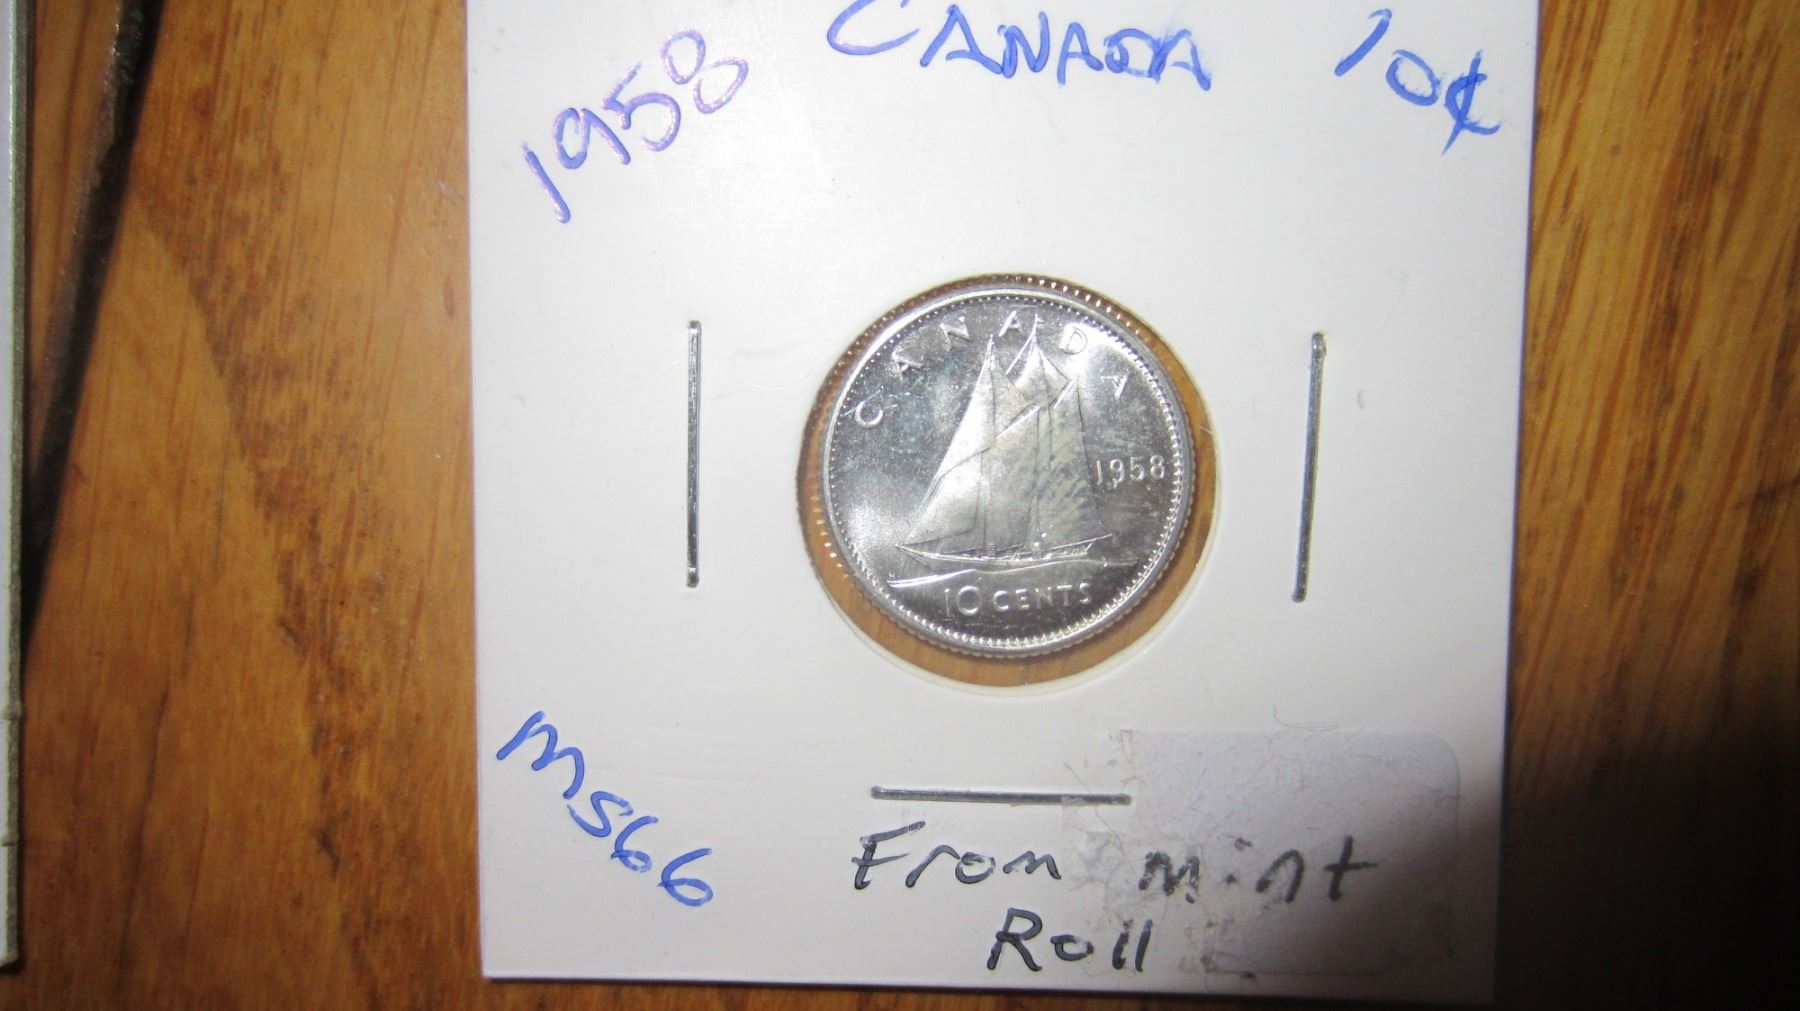 1958 CANADA 10¢
CANADA
1958
10 CENTS
MS66
From mint
Roll